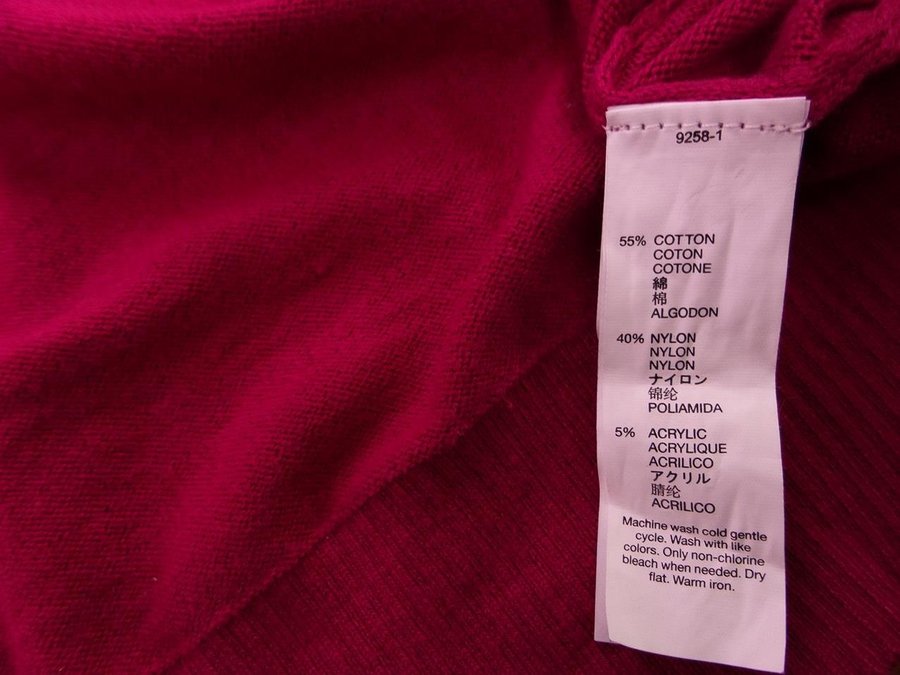 9258-1
55% COTTON
COTON
COTONE
綿
棉
ALGODON
40% NYLON
NYLON
NYLON
ナイロン
锦纶
POLIAMIDA
5% ACRYLIC
ACRYLIQUE
ACRILICO
アクリル
腈纶
ACRILICO
Machine wash cold gentle
cycle. Wash with like
colors. Only non-chlorine
bleach when needed. Dry
flat. Warm iron.